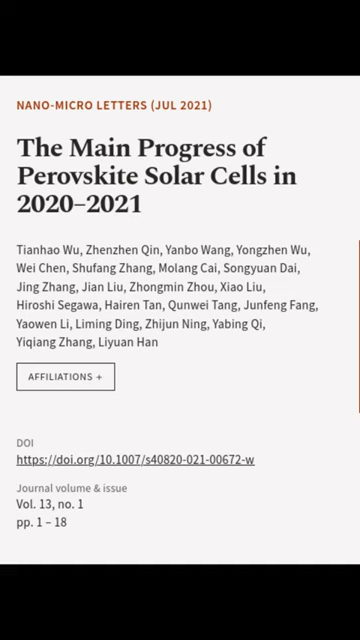 NANO-MICRO LETTERS (JUL 2021)
The Main Progress of
Perovskite Solar Cells in
2020–2021
Tianhao Wu, Zhenzhen Qin, Yanbo Wang, Yongzhen Wu,
Wei Chen, Shufang Zhang, Molang Cai, Songyuan Dai,
Jing Zhang, Jian Liu, Zhongmin Zhou, Xiao Liu,
Hiroshi Segawa, Hairen Tan, Qunwei Tang, Junfeng Fang,
Yaowen Li, Liming Ding, Zhijun Ning, Yabing Qi,
Yiqiang Zhang, Liyuan Han
AFFILIATIONS +
DOI
https://doi.org/10.1007/s40820-021-00672-w
Journal volume & issue
Vol. 13, no. 1
pp. 1 – 18